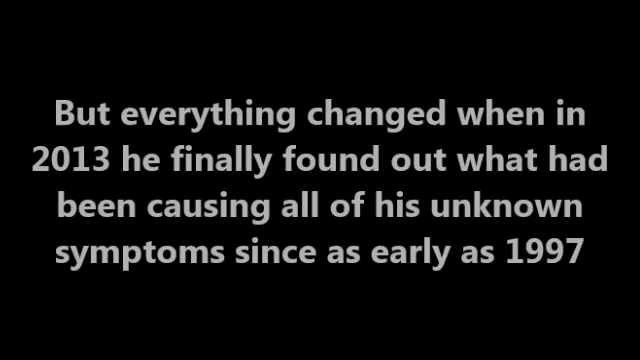 But everything changed when in
2013 he finally found out what had
been causing all of his unknown
symptoms since as early as 1997